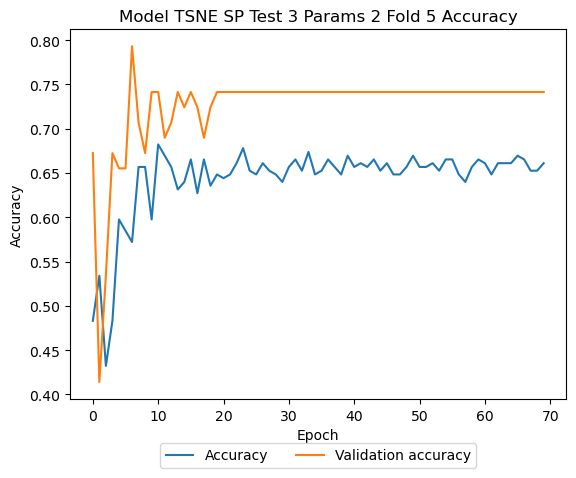 Model TSNE SP Test 3 Params 2 Fold 5 Accuracy
Accuracy
0.80
0.75
0.70
0.65
0.60
0.55
0.50
0.45
0.40
0 10 20 30 40 50 60 70
Epoch
Accuracy Validation accuracy